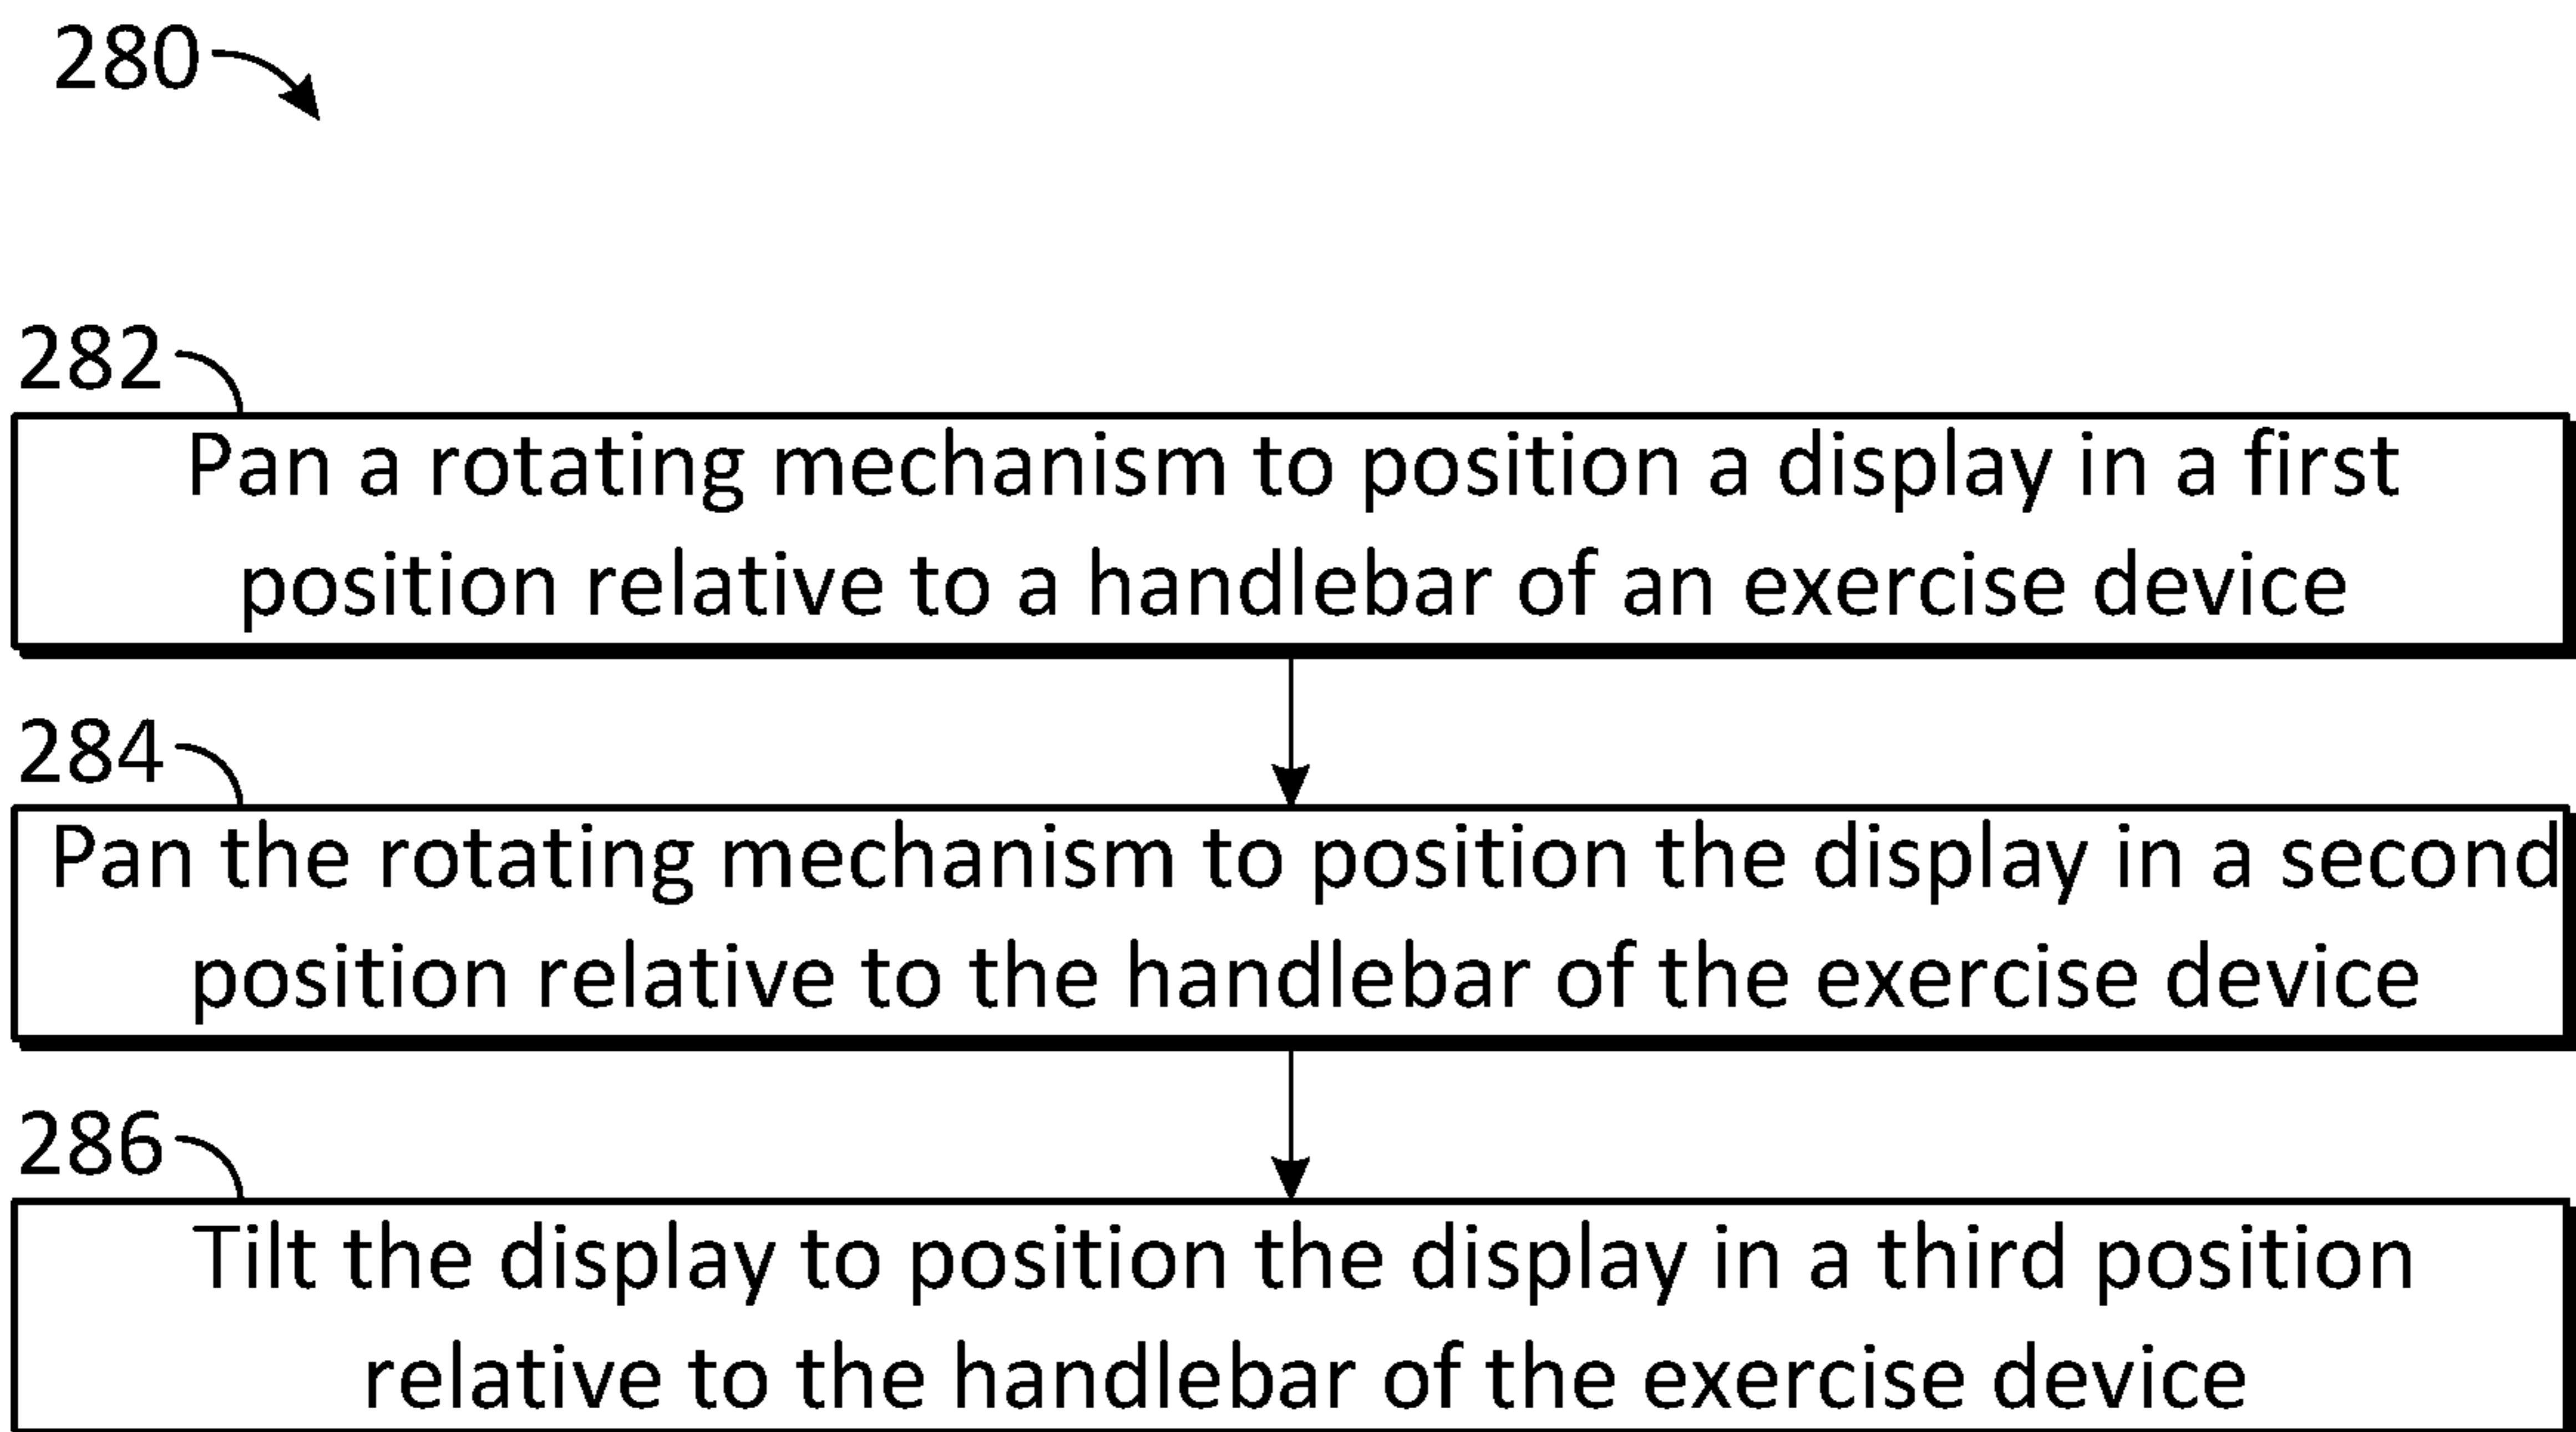 280
282
Pan a rotating mechanism to position a display in a first
position relative to a handlebar of an exercise device
284
Pan the rotating mechanism to position the display in a second
position relative to the handlebar of the exercise device
286
Tilt the display to position the display in a third position
relative to the handlebar of the exercise device